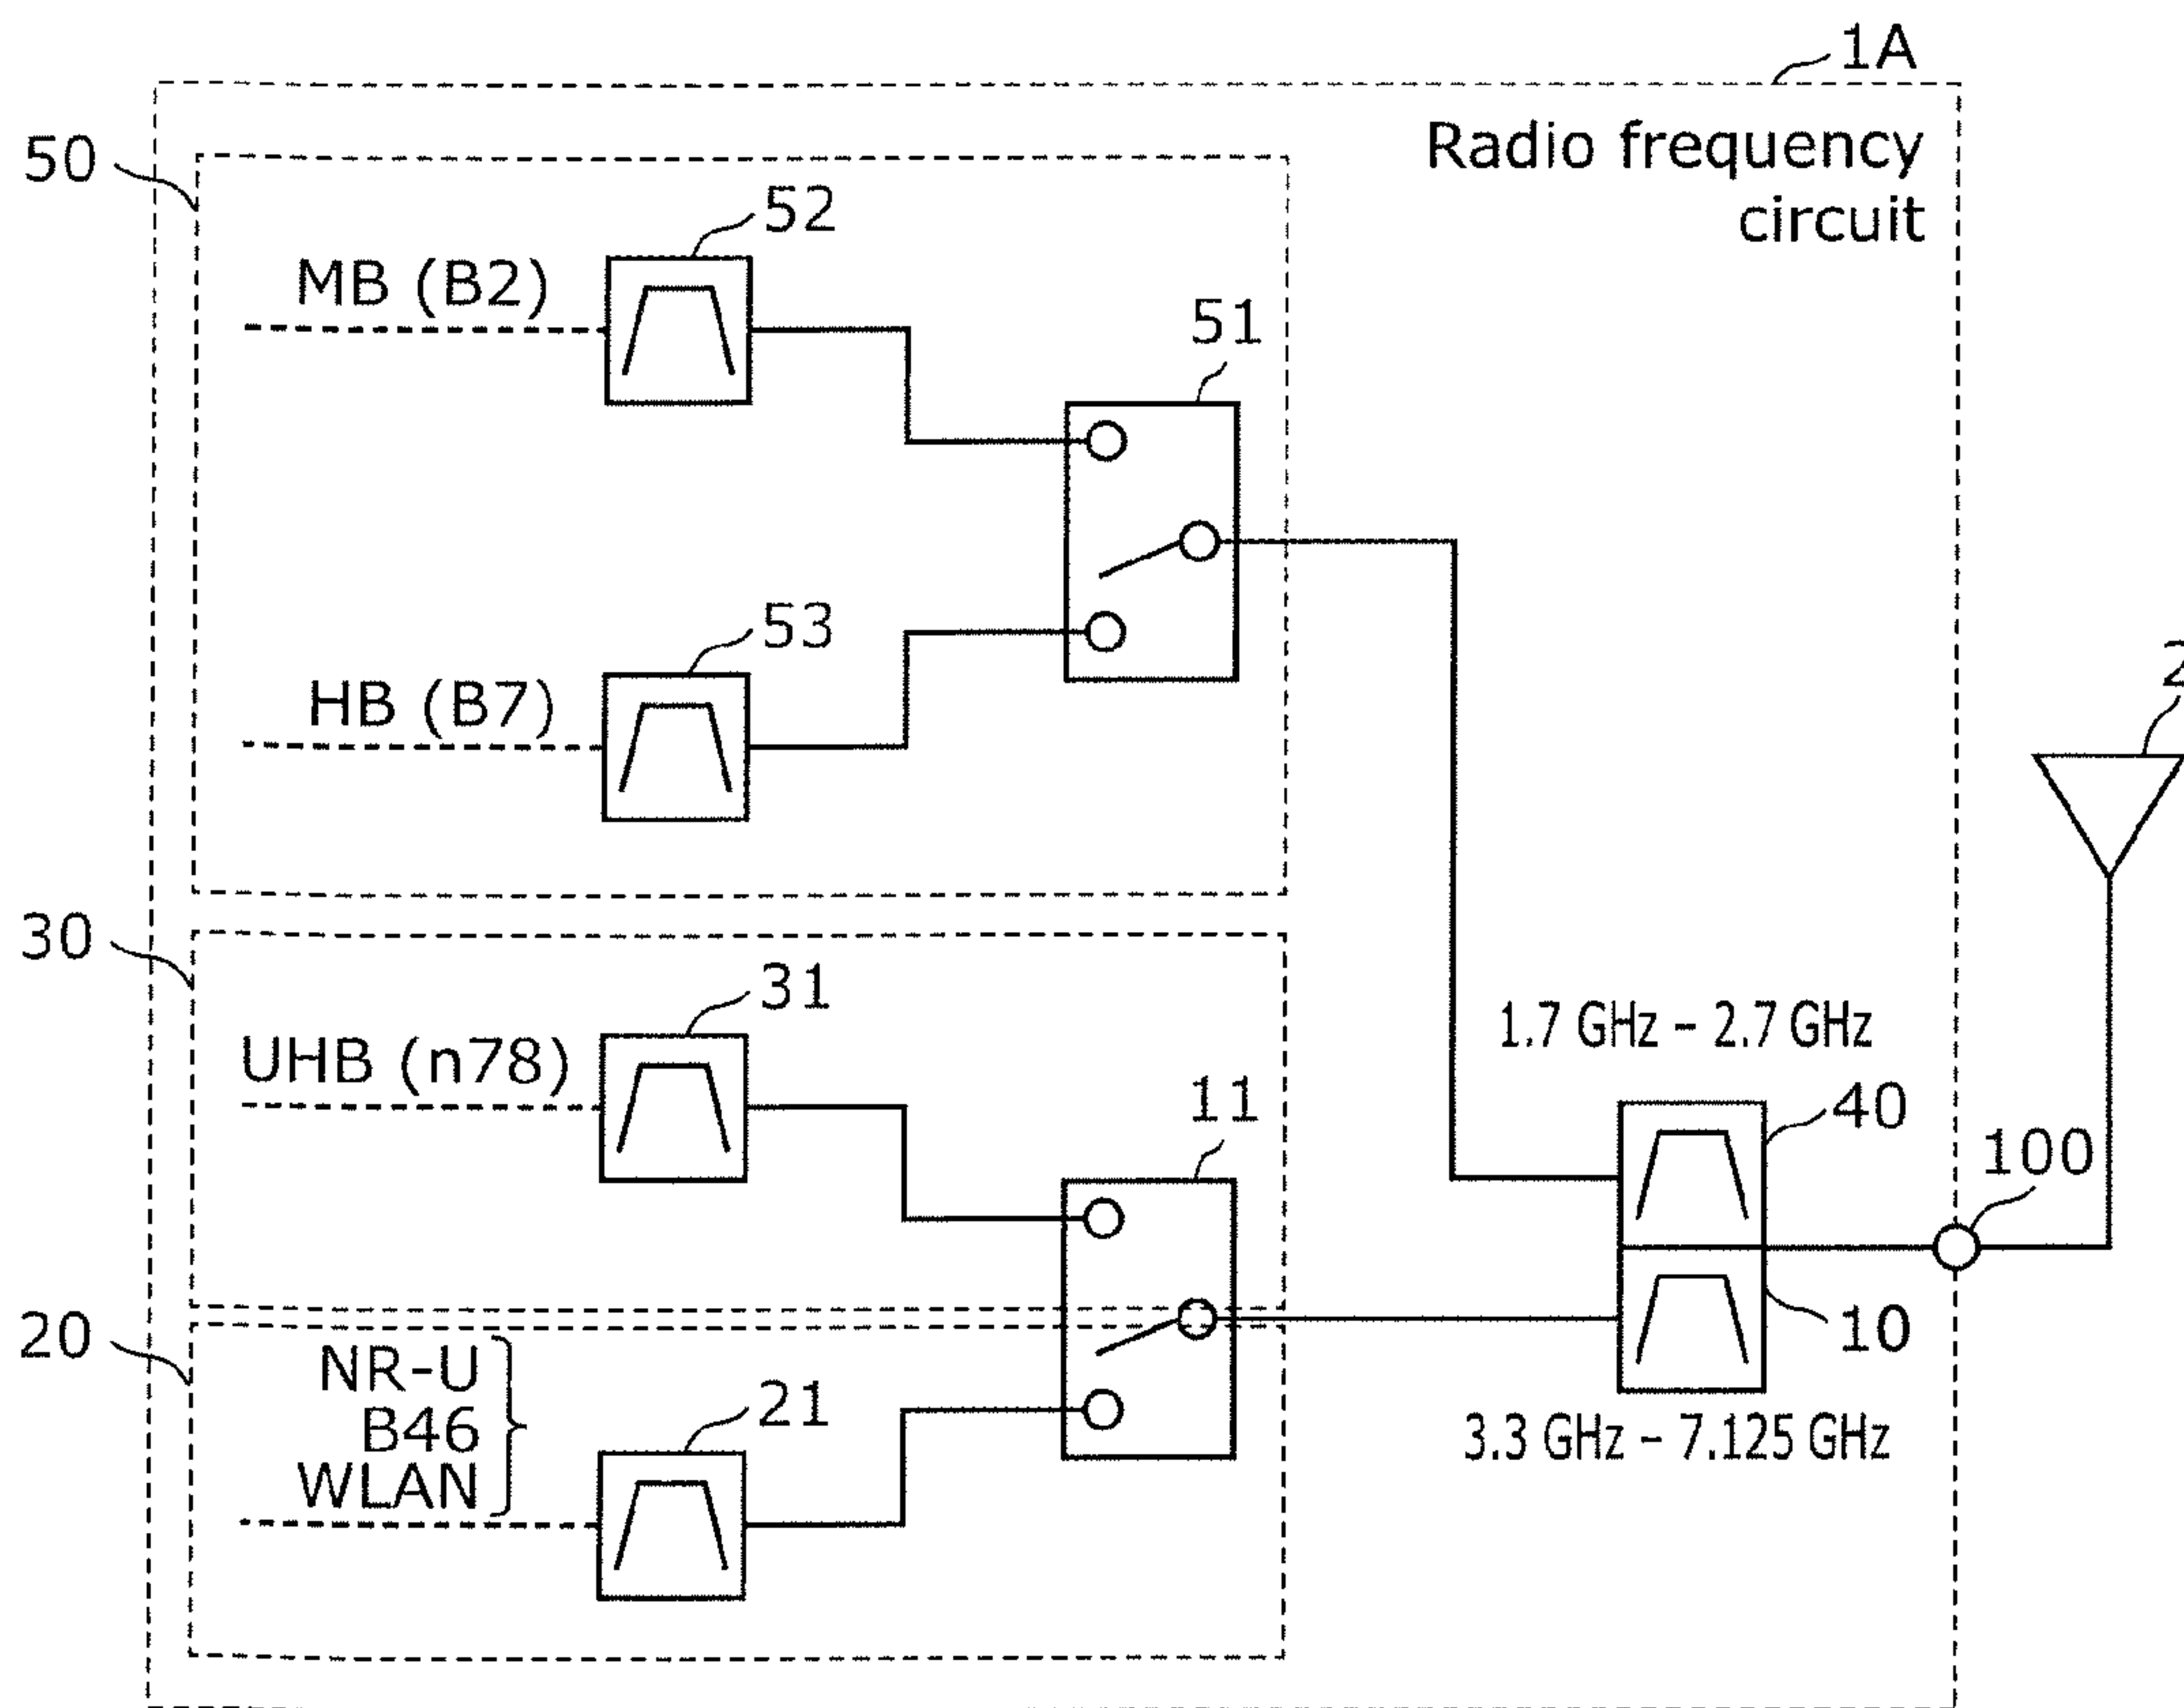 1A
Radio frequency
circuit
50
52
MB (B2)
51
53
HB (B7)
2
30
31
UHB (n78)
1.7 GHz – 2.7 GHz
11
40
100
20
NR-U
B46
WLAN
21
10
3.3 GHz – 7.125 GHz